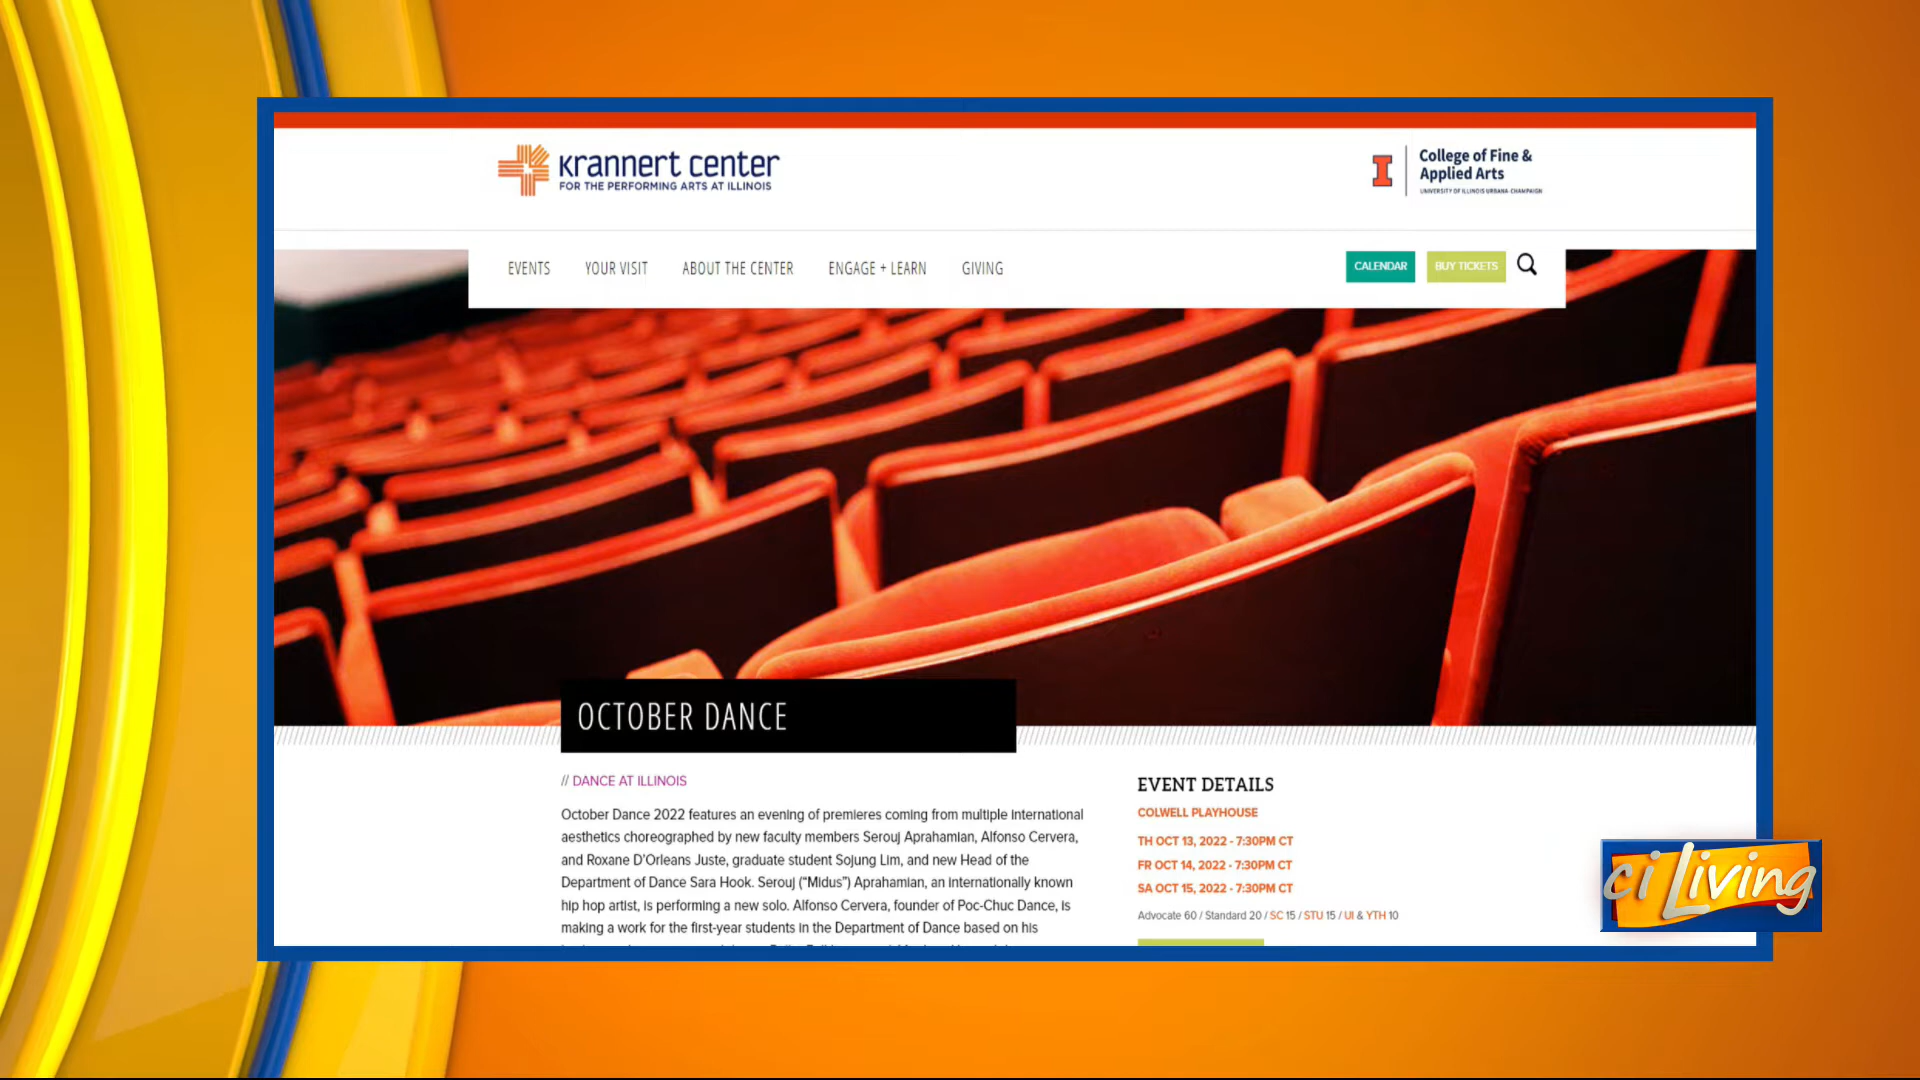 krannert center
FOR THE PERFORMING ARTS AT ILLINOIS
I
College of Fine &
Applied Arts
UNIVERSITY OF ILLINOIS URBANA-CHAMPAIGN
EVENTS YOUR VISIT ABOUT THE CENTER ENGAGE + LEARN GIVING
CALENDAR BUY TICKETS
OCTOBER DANCE
// DANCE AT ILLINOIS
October Dance 2022 features an evening of premieres coming from multiple international
aesthetics choreographed by new faculty members Serouj Aprahamian, Alfonso Cervera,
and Roxane D'Orleans Juste, graduate student Sojung Lim, and new Head of the
Department of Dance Sara Hook. Serouj ("Midus") Aprahamian, an internationally known
hip hop artist, is performing a new solo. Alfonso Cervera, founder of Poc-Chuc Dance, is
making a work for the first-year students in the Department of Dance based on his
EVENT DETAILS
COLWELL PLAYHOUSE
TH OCT 13, 2022 - 7:30PM CT
FR OCT 14, 2022 - 7:30PM CT
SA OCT 15, 2022 - 7:30PM CT
Advocate 60 / Standard 20 / SC 15 / STU 15 / UI & YTH 10
ci Living